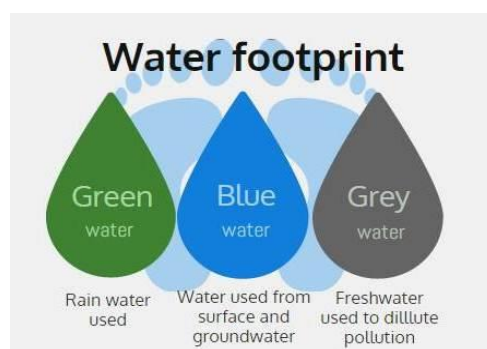 Water footprint
Green
water
Blue
water
Grey
water
Rain water
used
Water used from
surface and
groundwater
Freshwater
used to dilllute
pollution